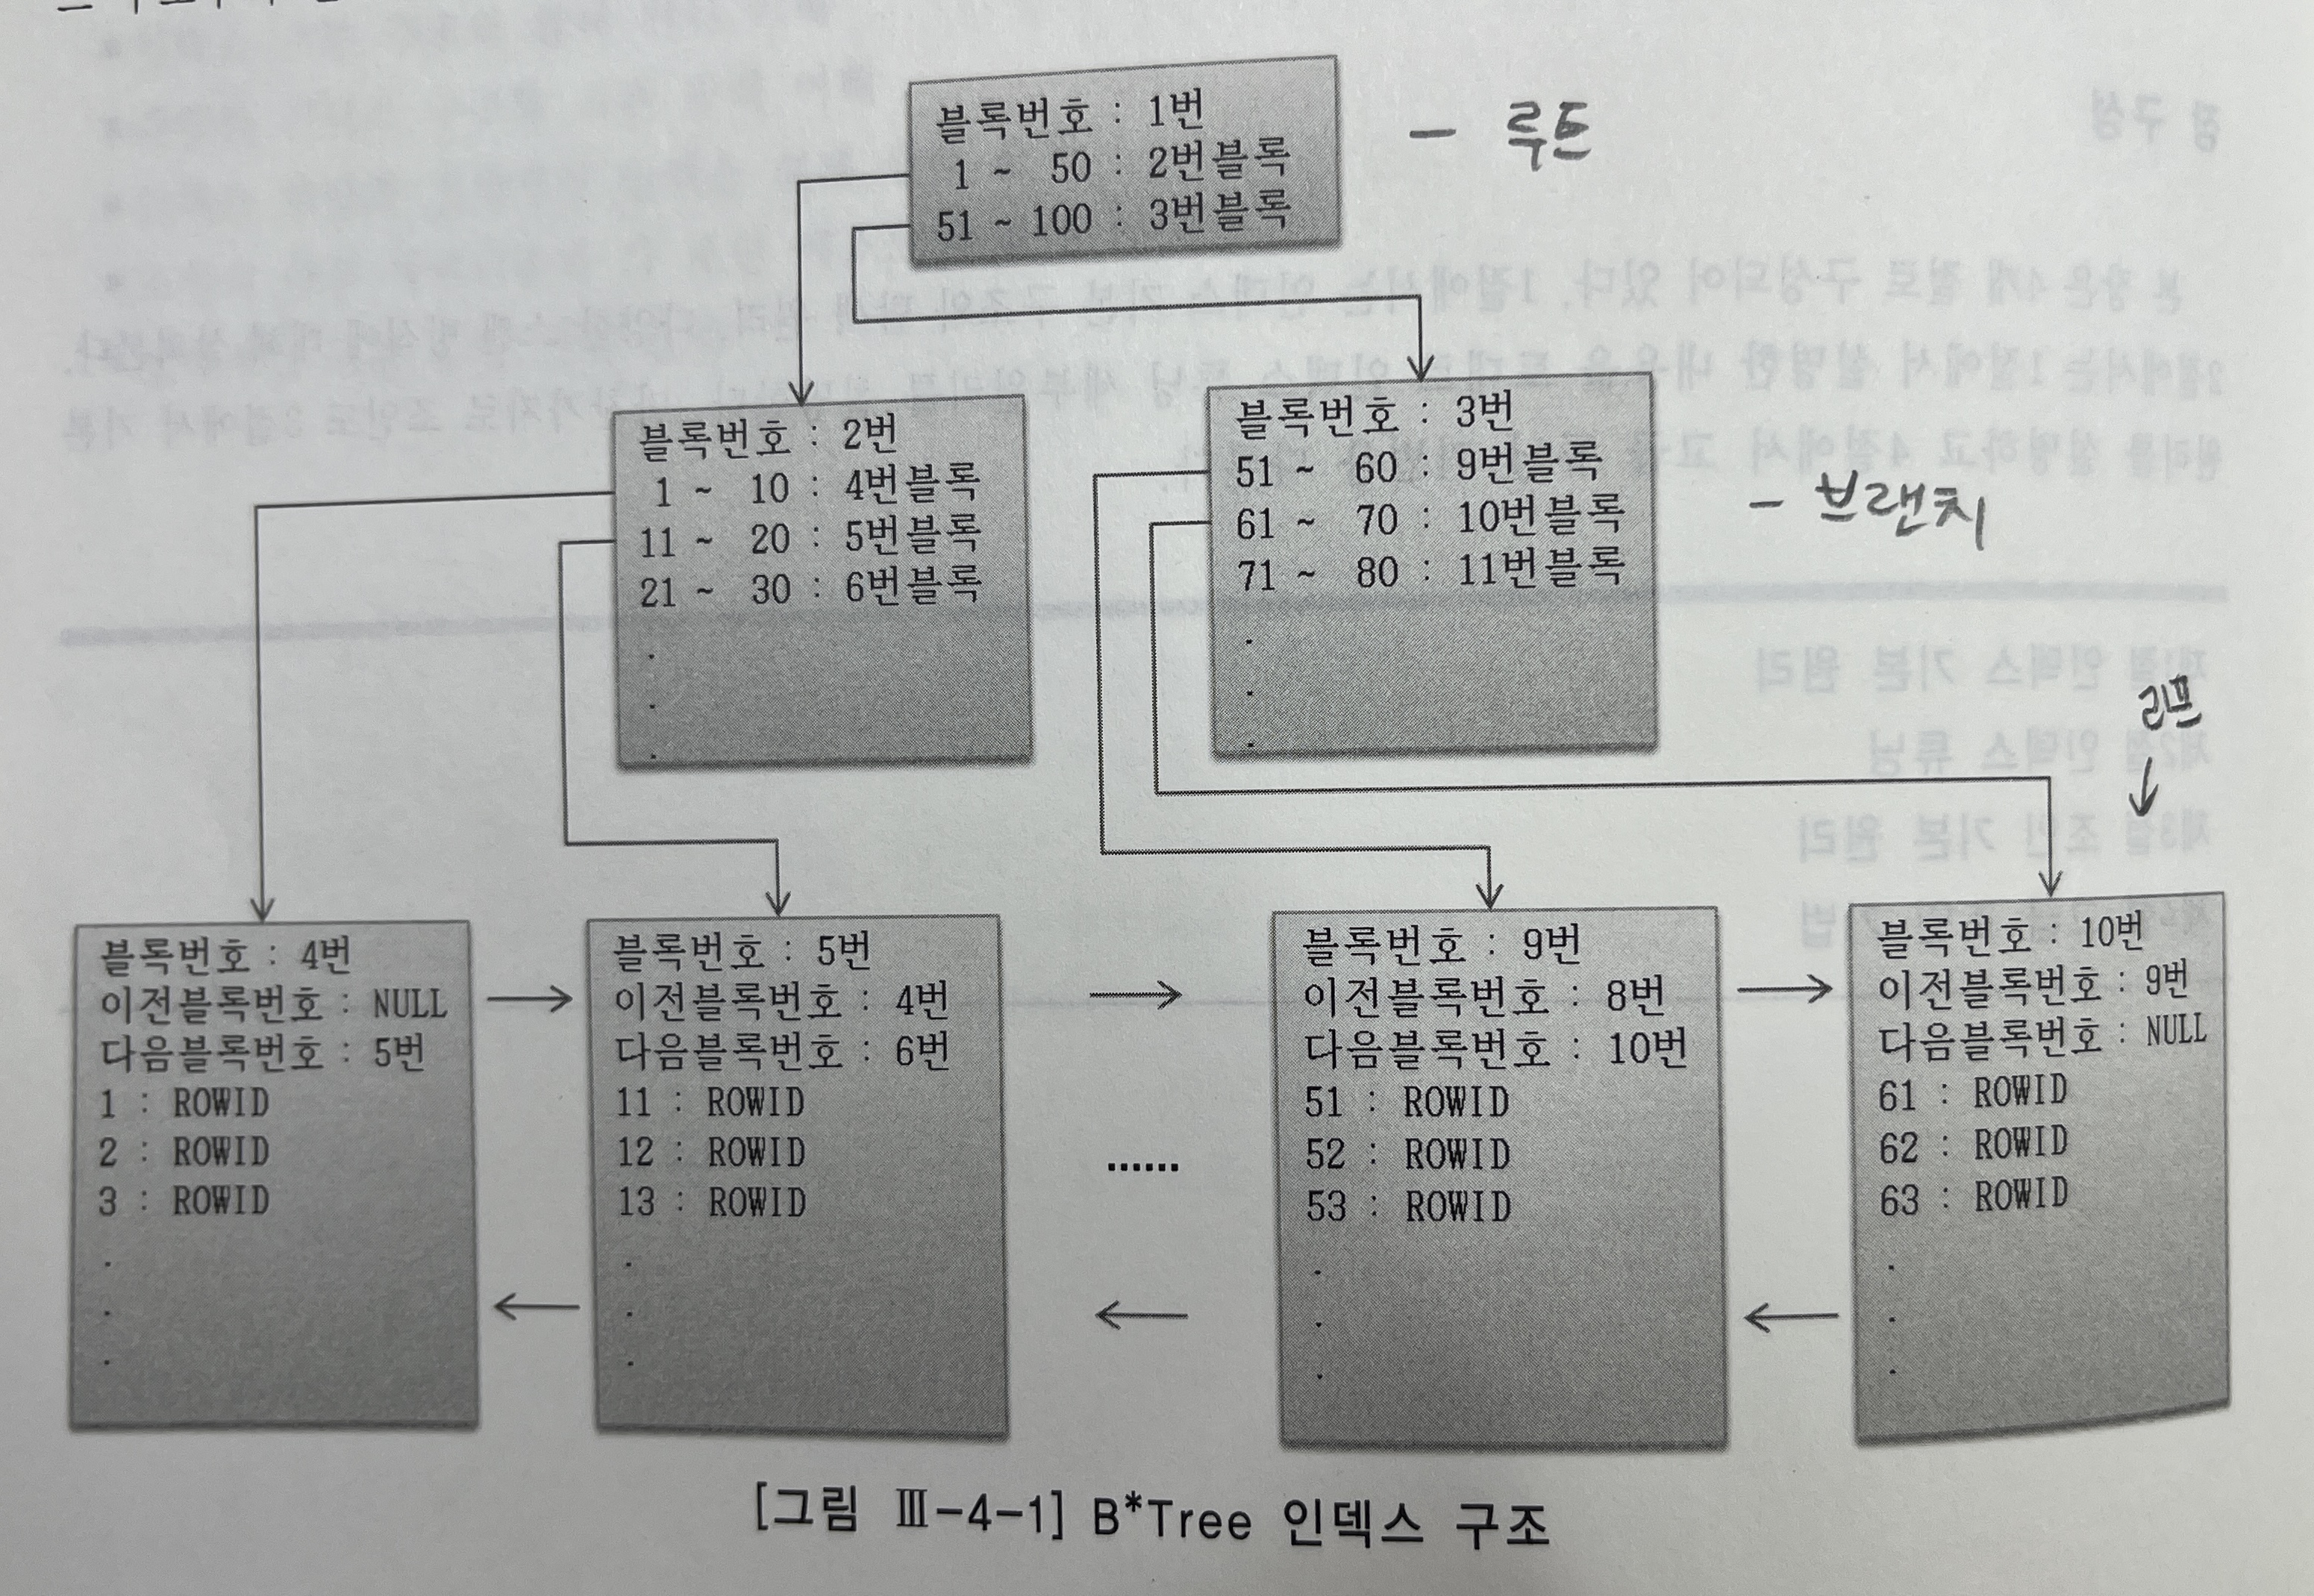 블록번호 : 1번
1 ~ 50 : 2번블록
51 ~ 100 : 3번블록
- 루트
블록번호 : 2번
1 ~ 10 : 4번블록
11 ~ 20 : 5번블록
21 ~ 30 : 6번블록
.
.
.
블록번호 : 3번
51 ~ 60 : 9번블록
61 ~ 70 : 10번블록
71 ~ 80 : 11번블록
.
.
.
- 브랜치
리프
블록번호 : 4번
이전블록번호 : NULL
다음블록번호 : 5번
1 : ROWID
2 : ROWID
3 : ROWID
.
.
.
블록번호 : 5번
이전블록번호 : 4번
다음블록번호 : 6번
11 : ROWID
12 : ROWID
13 : ROWID
.
.
.
......
블록번호 : 9번
이전블록번호 : 8번
다음블록번호 : 10번
51 : ROWID
52 : ROWID
53 : ROWID
.
.
.
블록번호 : 10번
이전블록번호 : 9번
다음블록번호 : NULL
61 : ROWID
62 : ROWID
63 : ROWID
.
.
.
[그림 Ⅲ-4-1] B*Tree 인덱스 구조